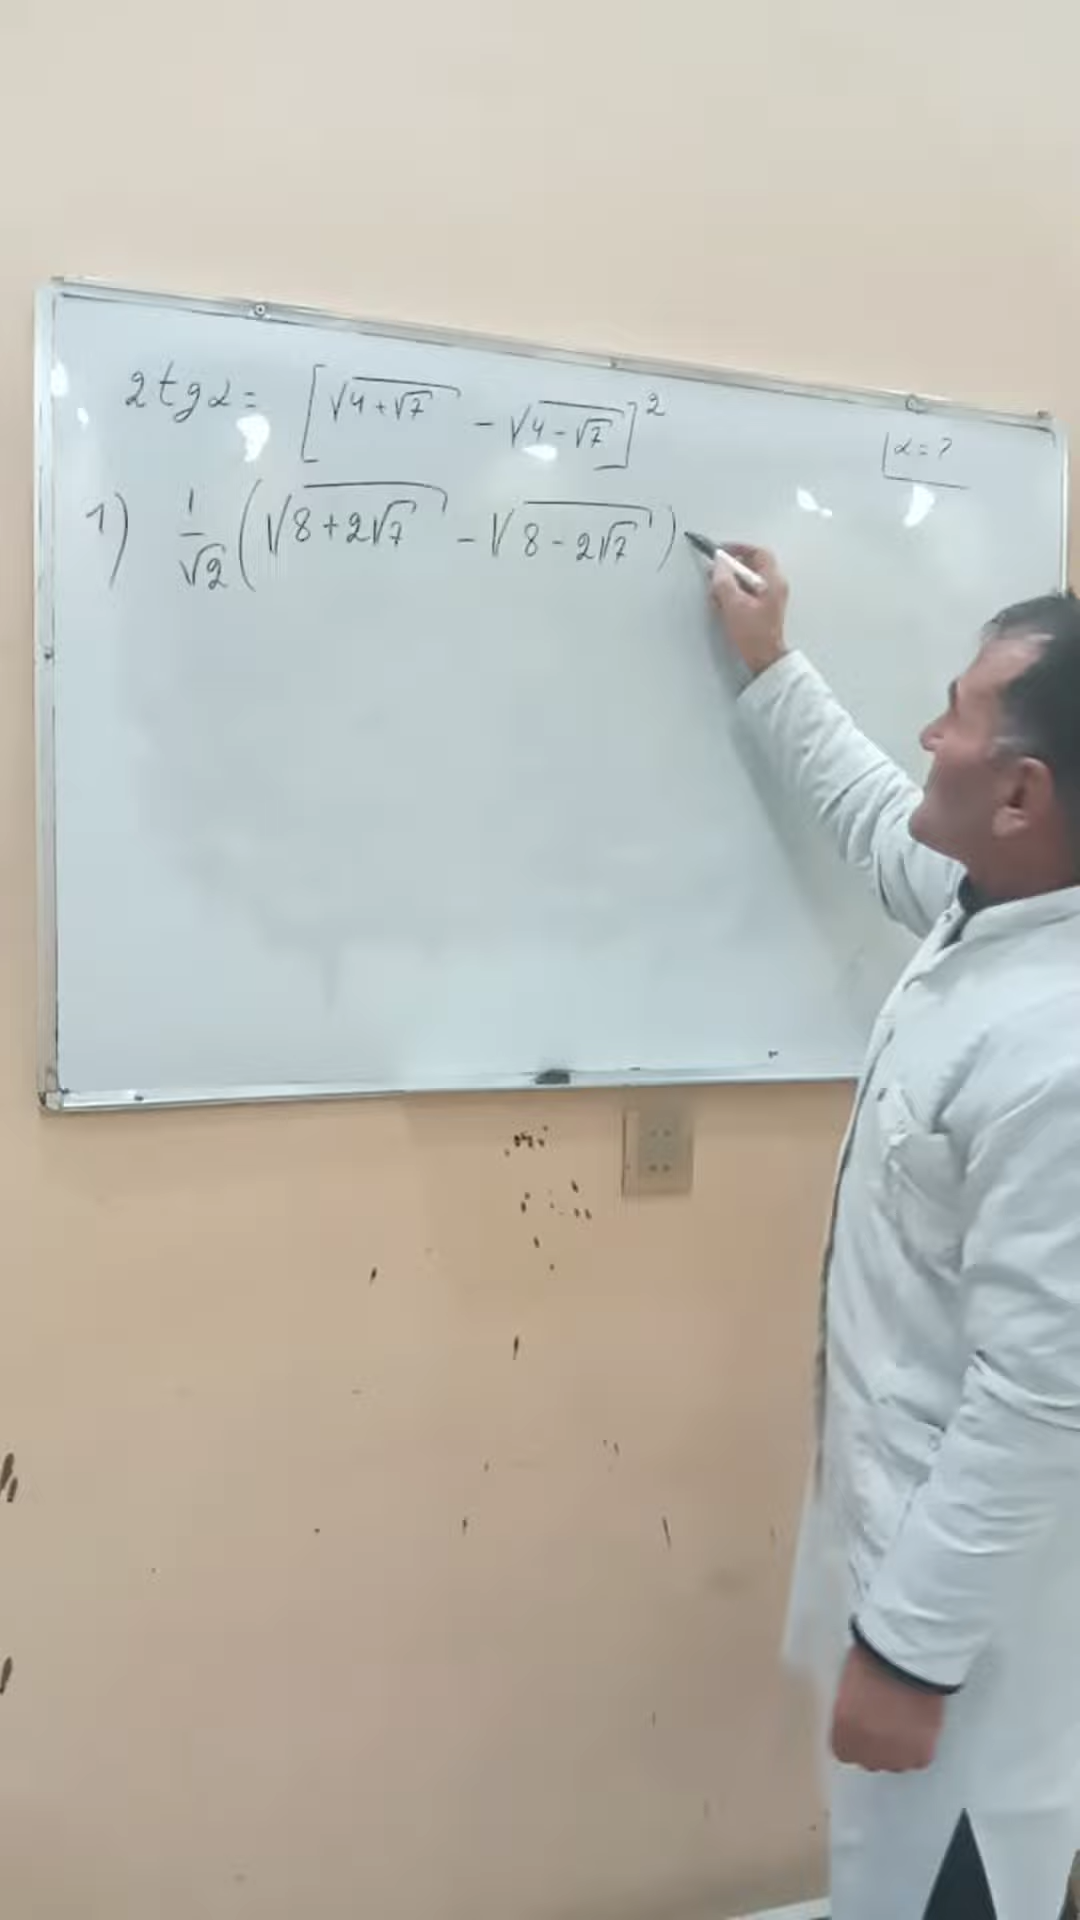 2tgα = [√(4+√7) - √(4-√7)]²
α = ?
1) 1/√2 (√(8+2√7) - √(8-2√7))